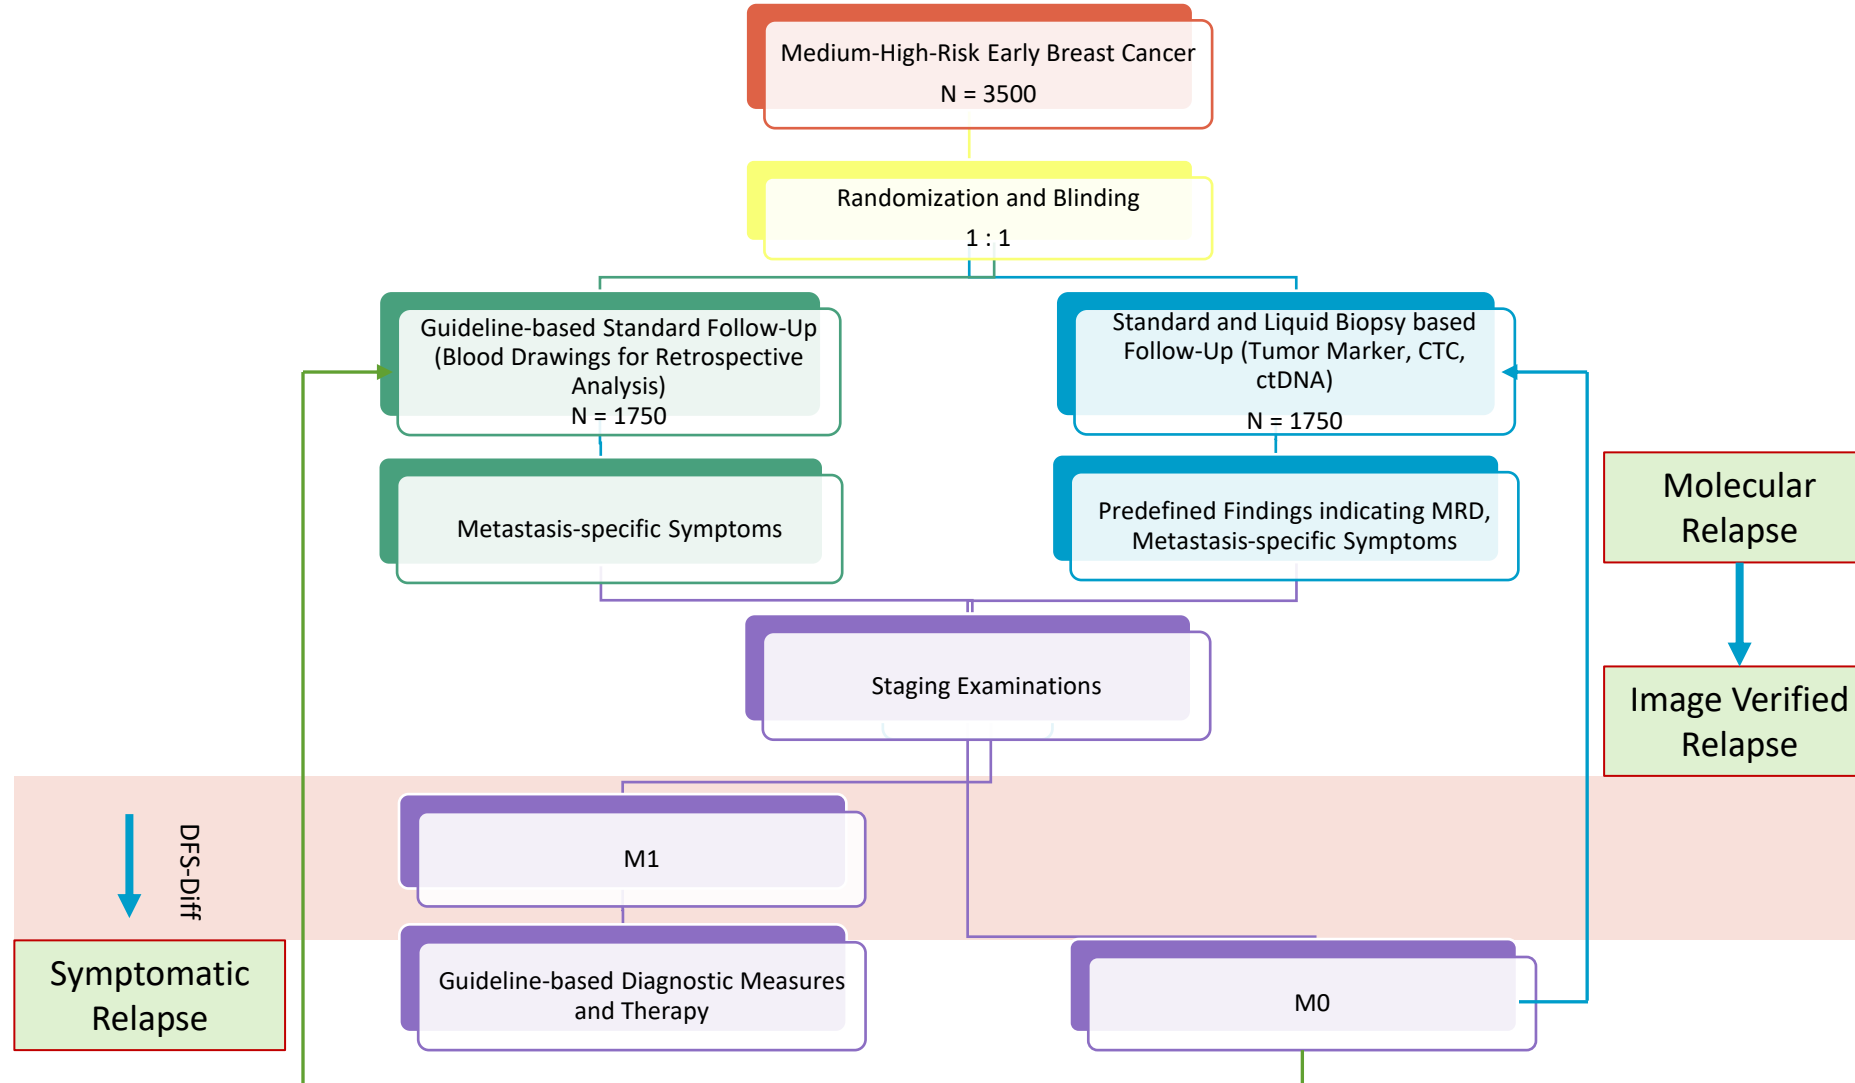 Medium-High-Risk Early Breast Cancer
N = 3500
Randomization and Blinding
1 : 1
Guideline-based Standard Follow-Up
(Blood Drawings for Retrospective
Analysis)
N = 1750
Standard and Liquid Biopsy based
Follow-Up (Tumor Marker, CTC,
ctDNA)
N = 1750
Metastasis-specific Symptoms
Predefined Findings indicating MRD,
Metastasis-specific Symptoms
Molecular
Relapse
Staging Examinations
Image Verified
Relapse
DFS-Diff
M1
Symptomatic
Relapse
Guideline-based Diagnostic Measures
and Therapy
M0